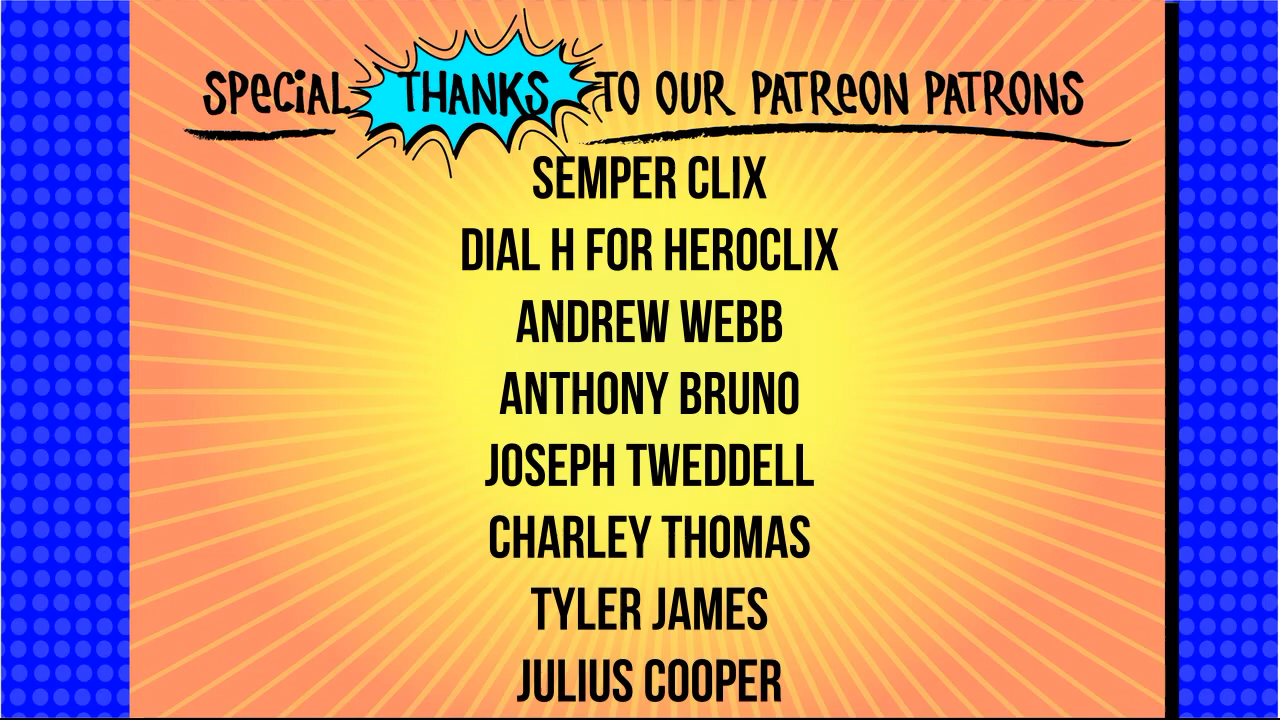 SPeCiAL THANKS TO OUR PATReON PATRONS
SEMPER CLIX
DIAL H FOR HEROCLIX
ANDREW WEBB
ANTHONY BRUNO
JOSEPH TWEDDELL
CHARLEY THOMAS
TYLER JAMES
JULIUS COOPER